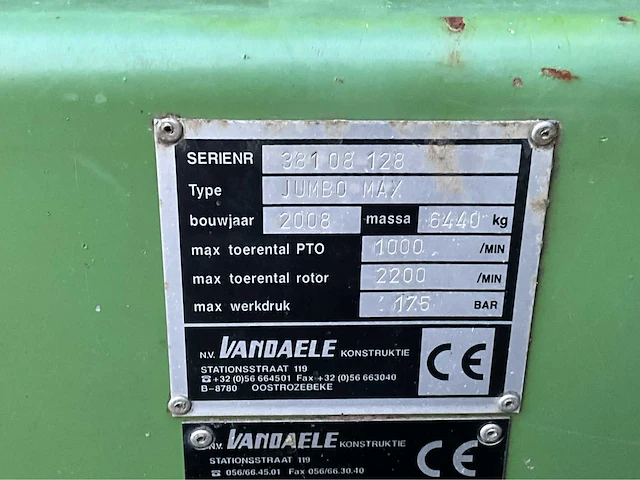 SERIENR 381 08 128
Type JUMBO MAX
bouwjaar 2008 massa 6440 kg
max toerental PTO 1000 /MIN
max toerental rotor 2200 /MIN
max werkdruk 175 BAR
N.V. VANDAELE KONSTRUKTIE
STATIONSSTRAAT 119
☎ +32 (0)56 664501 Fax +32 (0)56 663040
B-8780 OOSTROZEBEKE
CE
N.V. VANDAELE KONSTRUKTIE
STATIONSSTRAAT 119
☎ 056/66.45.01 Fax 056/66.30.40
CE